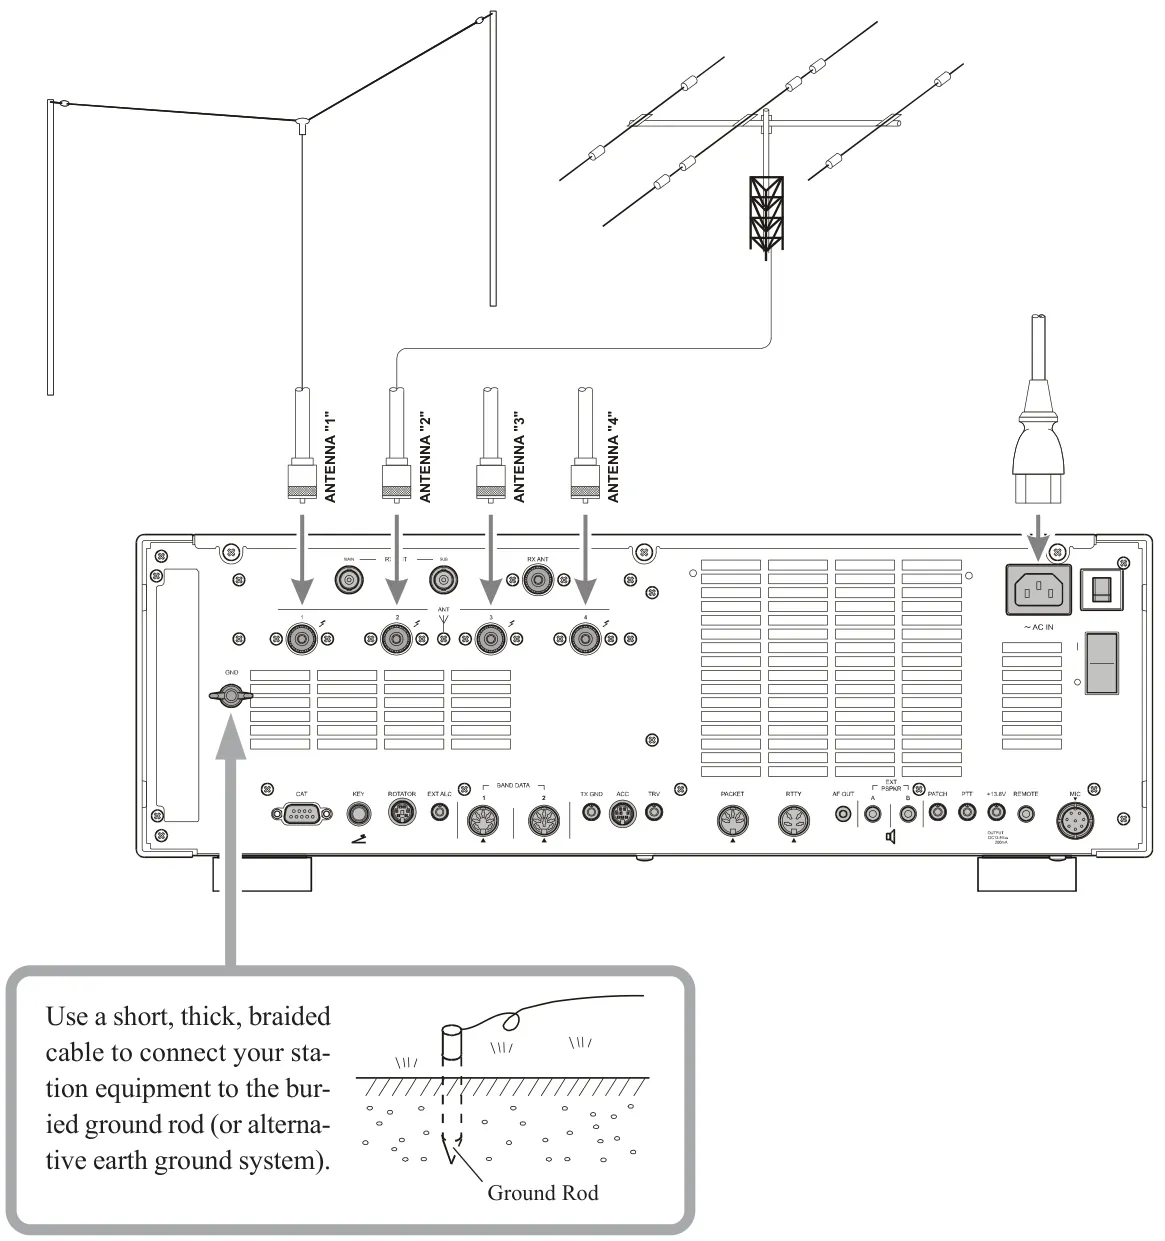 ANTENNA "1"
ANTENNA "2"
ANTENNA "3"
ANTENNA "4"
MAIN
SUB
RX ANT
ANT
1
2
3
4
GND
~ AC IN
CAT
KEY
ROTATOR
EXT ALC
BAND DATA
1
2
TX GND
ACC
TRV
PACKET
RTTY
AF OUT
EXT
PSPKR
A
B
PATCH
PTT
+13.8V
REMOTE
MIC
OUTPUT
Use a short, thick, braided
cable to connect your sta-
tion equipment to the bur-
ied ground rod (or alterna-
tive earth ground system).
Ground Rod